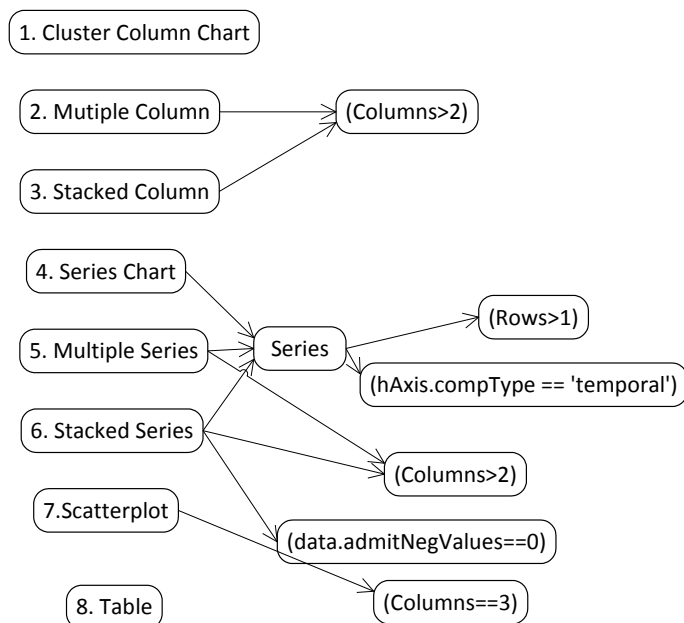 1. Cluster Column Chart
2. Mutiple Column
(Columns>2)
3. Stacked Column
4. Series Chart
(Rows>1)
5. Multiple Series
Series
(hAxis.compType == 'temporal')
6. Stacked Series
(Columns>2)
7.Scatterplot
(data.admitNegValues==0)
8. Table
(Columns==3)